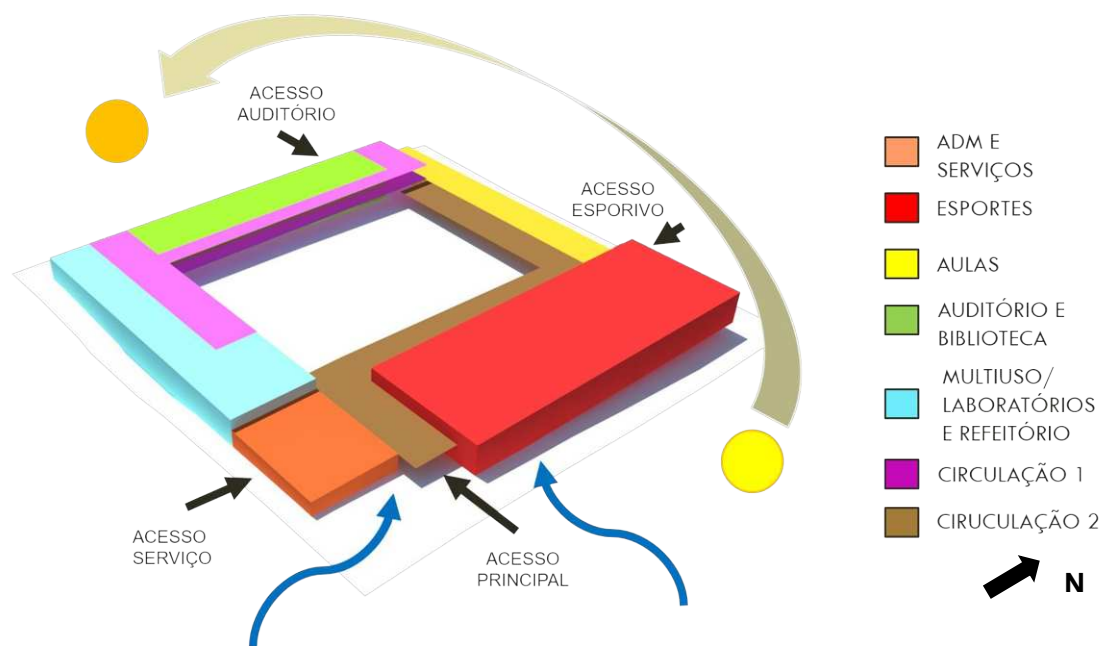 ACESSO
AUDITÓRIO
ACESSO
ESPORIVO
ACESSO
SERVIÇO
ACESSO
PRINCIPAL
ADM E
SERVIÇOS
ESPORTES
AULAS
AUDITÓRIO E
BIBLIOTECA
MULTIUSO/
LABORATÓRIOS
E REFEITÓRIO
CIRCULAÇÃO 1
CIRUCULAÇÃO 2
N